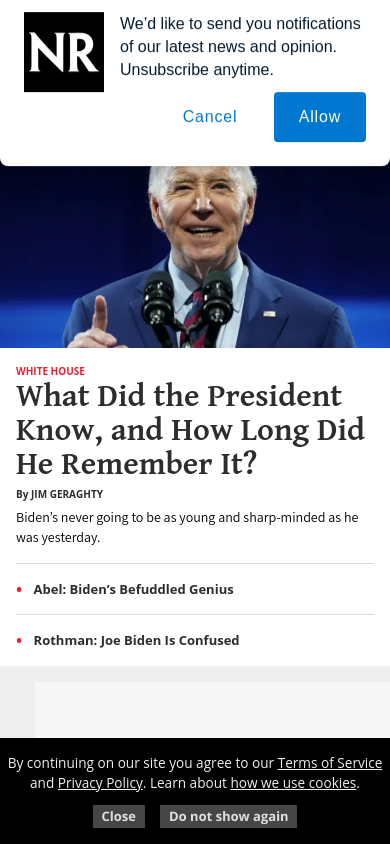 NR
We’d like to send you notifications
of our latest news and opinion.
Unsubscribe anytime.
Cancel
Allow
WHITE HOUSE
What Did the President
Know, and How Long Did
He Remember It?
By JIM GERAGHTY
Biden’s never going to be as young and sharp-minded as he
was yesterday.
• Abel: Biden’s Befuddled Genius
• Rothman: Joe Biden Is Confused
By continuing on our site you agree to our Terms of Service
and Privacy Policy. Learn about how we use cookies.
Close
Do not show again